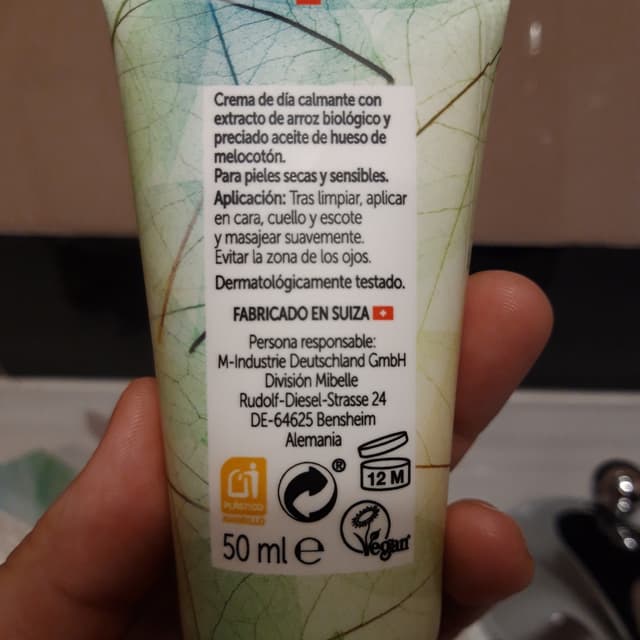 Crema de día calmante con
extracto de arroz biológico y
preciado aceite de hueso de
melocotón.
Para pieles secas y sensibles.
Aplicación: Tras limpiar, aplicar
en cara, cuello y escote
y masajear suavemente.
Evitar la zona de los ojos.
Dermatológicamente testado.
FABRICADO EN SUIZA
Persona responsable:
M-Industrie Deutschland GmbH
División Mibelle
Rudolf-Diesel-Strasse 24
DE-64625 Bensheim
Alemania
12 M
PLÁSTICO
AMARILLO
®
50 ml e
Vegan